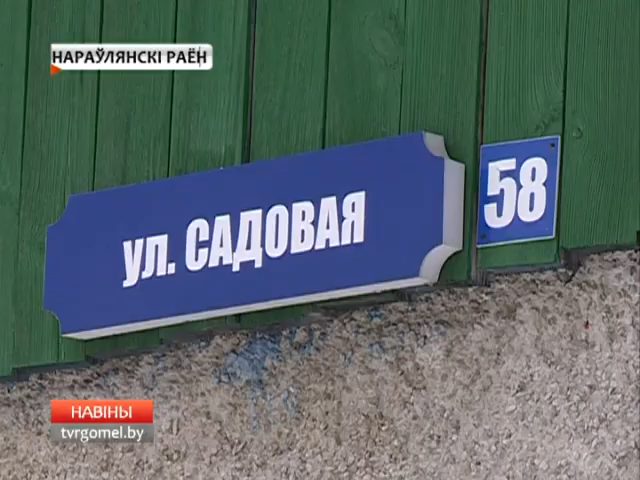 НАРАЎЛЯНСКІ РАЁН
УЛ. САДОВАЯ
58
НАВІНЫ
tvrgomel.by